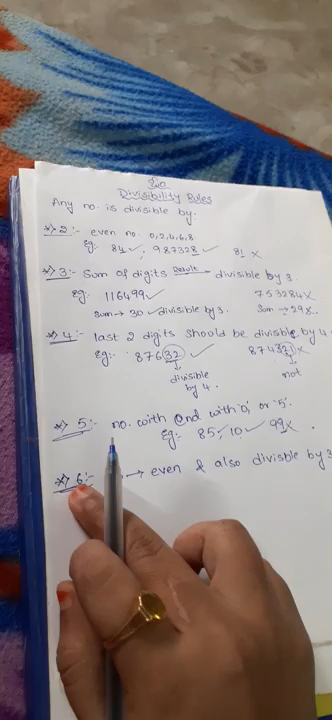 Divisibility Rules
Any no. is divisible by:
*) 2:- even no. 0,2,4,6,8
Eg: 84 ✓, 987328 ✓ 81 ✗
*) 3:- Sum of digits Result → divisible by 3.
Eg: 116499 ✓ 753284 ✗
Sum → 30 ✓ divisible by 3. Sum → 29 ✗.
*) 4:- last 2 digits should be divisible by 4.
Eg:- 87632 ✓ 874321 ✗
↓ divisible by 4. ↓ not
*) 5:- no. with end with '0', or '5'.
Eg:- 85 ✓, 10 ✓ 99 ✗.
*) 6:- → even & also divisible by 3